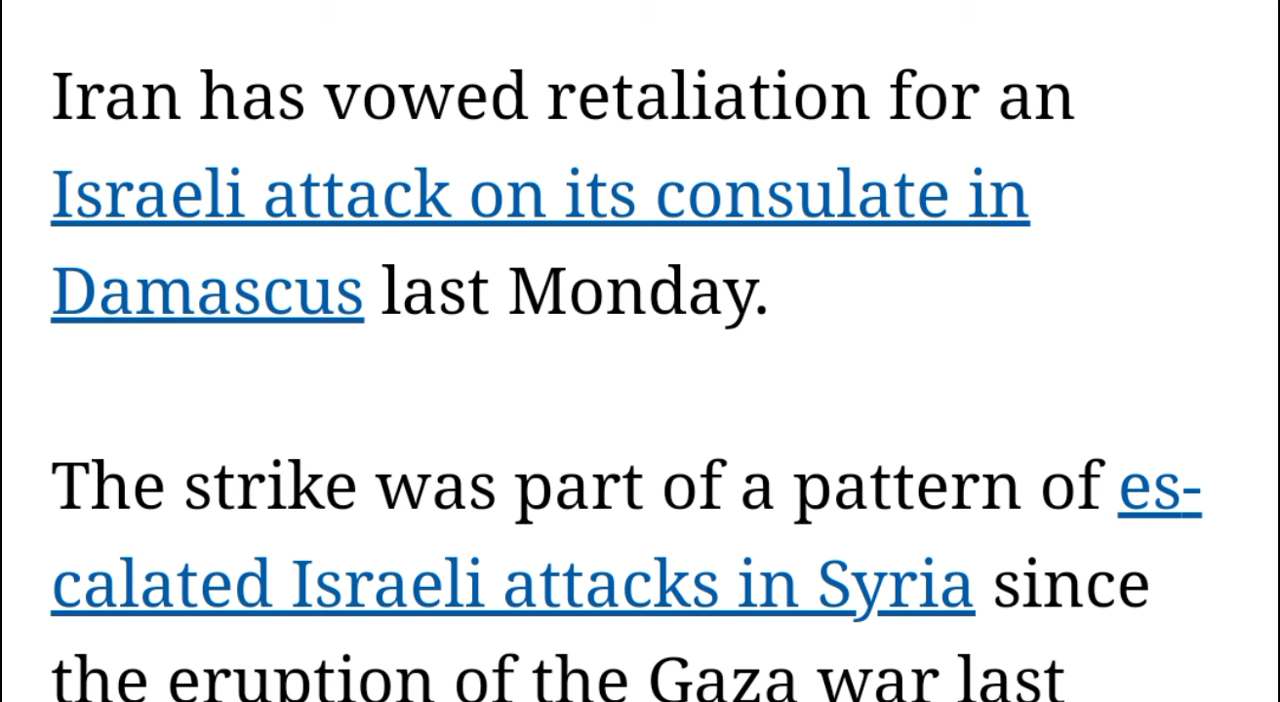 Iran has vowed retaliation for an
Israeli attack on its consulate in
Damascus last Monday.
The strike was part of a pattern of es-
calated Israeli attacks in Syria since
the eruption of the Gaza war last